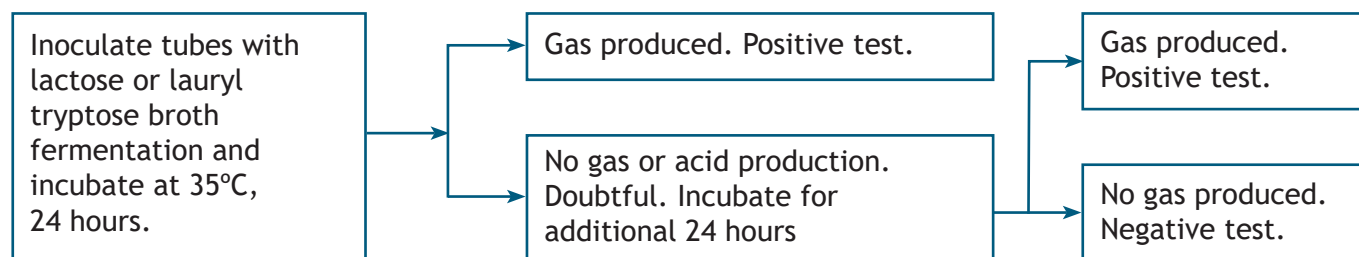 Inoculate tubes with
lactose or lauryl
tryptose broth
fermentation and
incubate at 35ºC,
24 hours.
Gas produced. Positive test.
No gas or acid production.
Doubtful. Incubate for
additional 24 hours
Gas produced.
Positive test.
No gas produced.
Negative test.